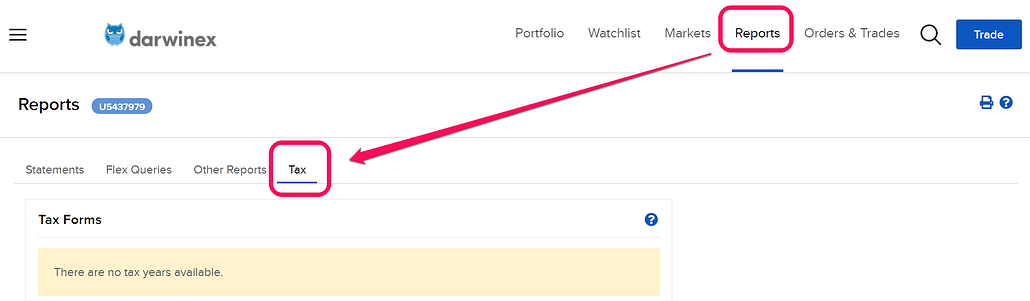 darwinex
Portfolio Watchlist Markets Reports Orders & Trades Trade
Reports U5437979
Statements Flex Queries Other Reports Tax
Tax Forms
There are no tax years available.